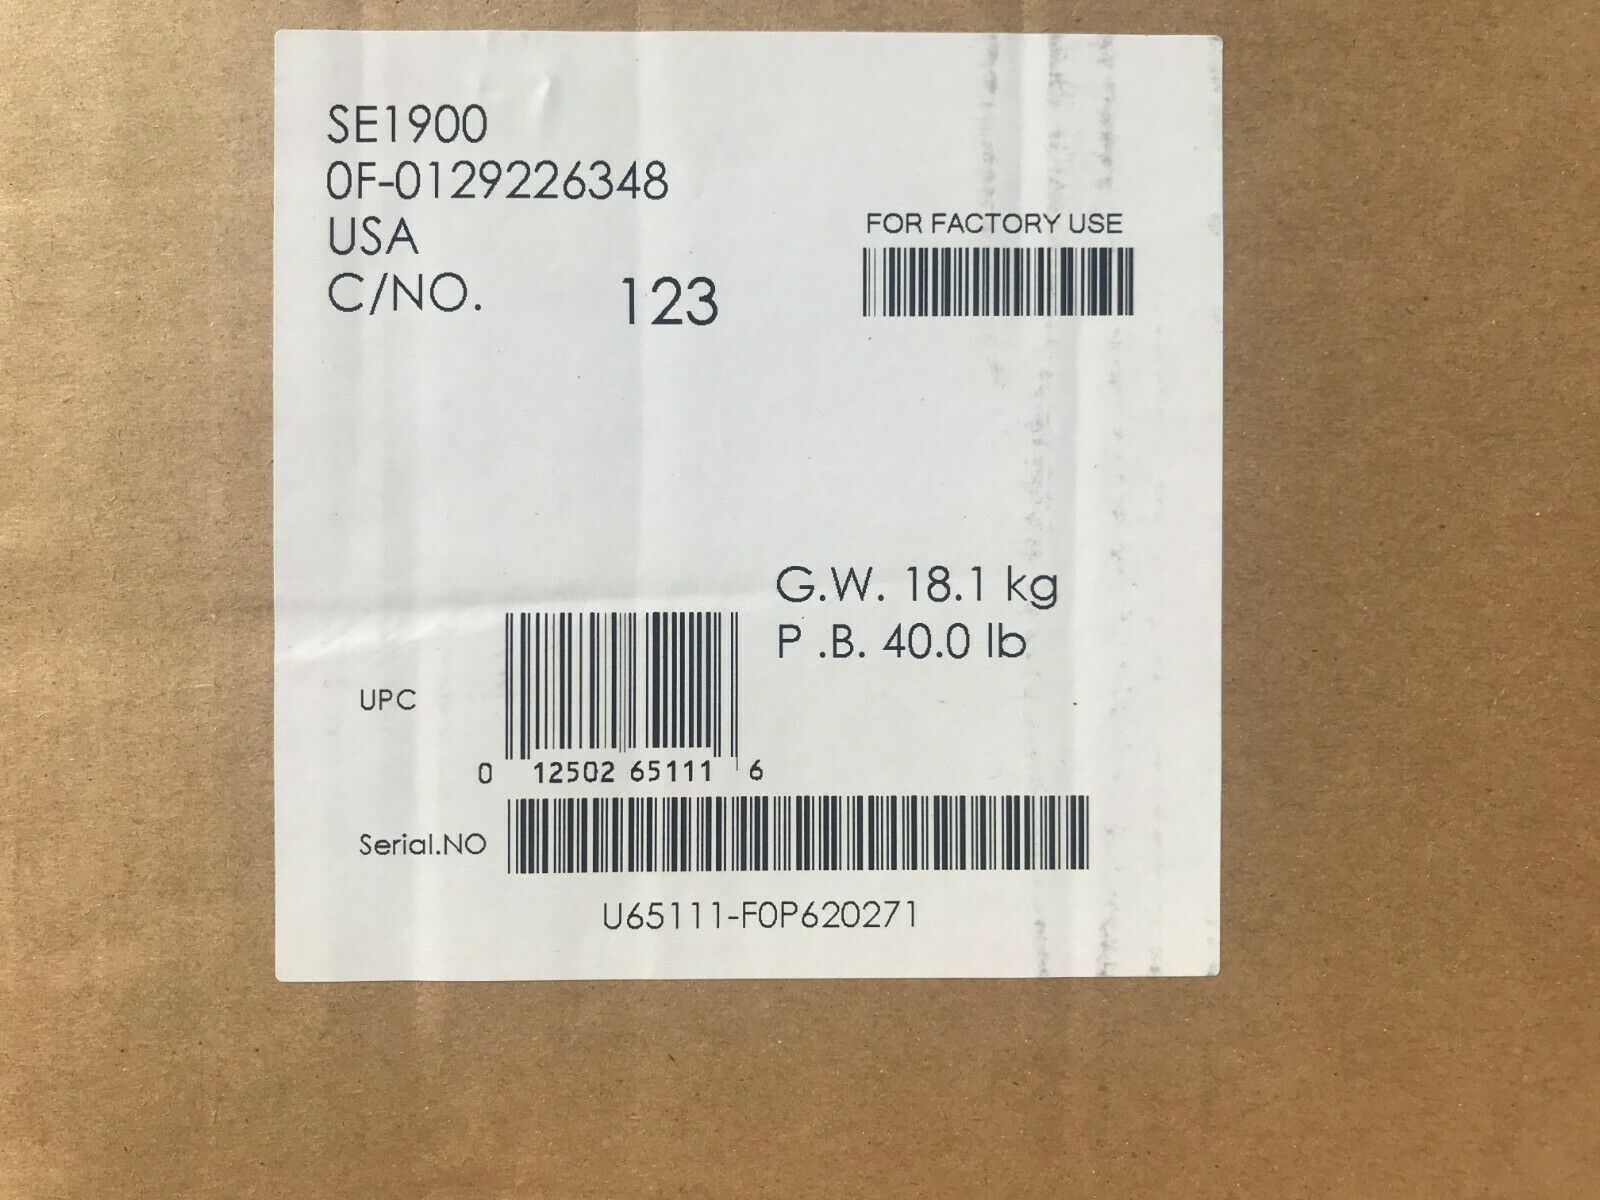 SE1900
0F-0129226348
USA
C/NO. 123
FOR FACTORY USE
G.W. 18.1 kg
P .B. 40.0 lb
UPC
0 12502 65111 6
Serial.NO
U65111-F0P620271